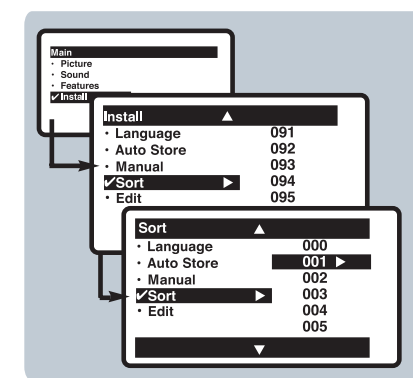 Main
· Picture
· Sound
· Features
✔Install
Install ▲
· Language 091
· Auto Store 092
· Manual 093
✔Sort ▶ 094
· Edit 095
Sort ▲
· Language 000
· Auto Store 001 ▶
· Manual 002
✔Sort ▶ 003
· Edit 004
005
▼